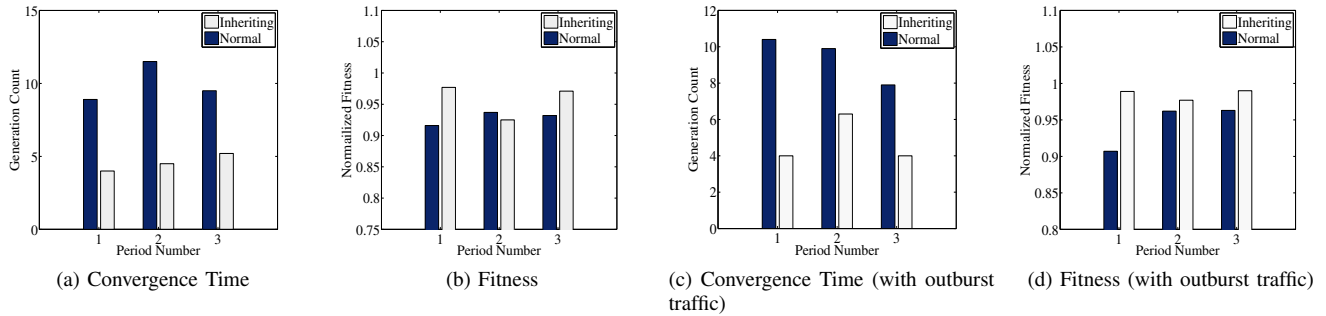 15
10
5
0
Generation Count
1 2 3
Period Number
Inheriting
Normal
(a) Convergence Time
1.1
1.05
1
0.95
0.9
0.85
0.8
0.75
Normailized Fitness
1 2 3
Period Number
Inheriting
Normal
(b) Fitness
12
10
8
6
4
2
0
Generation Count
1 2 3
Period Number
Inheriting
Normal
(c) Convergence Time (with outburst
traffic)
1.1
1.05
1
0.95
0.9
0.85
0.8
Normalized Fitness
1 2 3
Period Number
Inheriting
Normal
(d) Fitness (with outburst traffic)